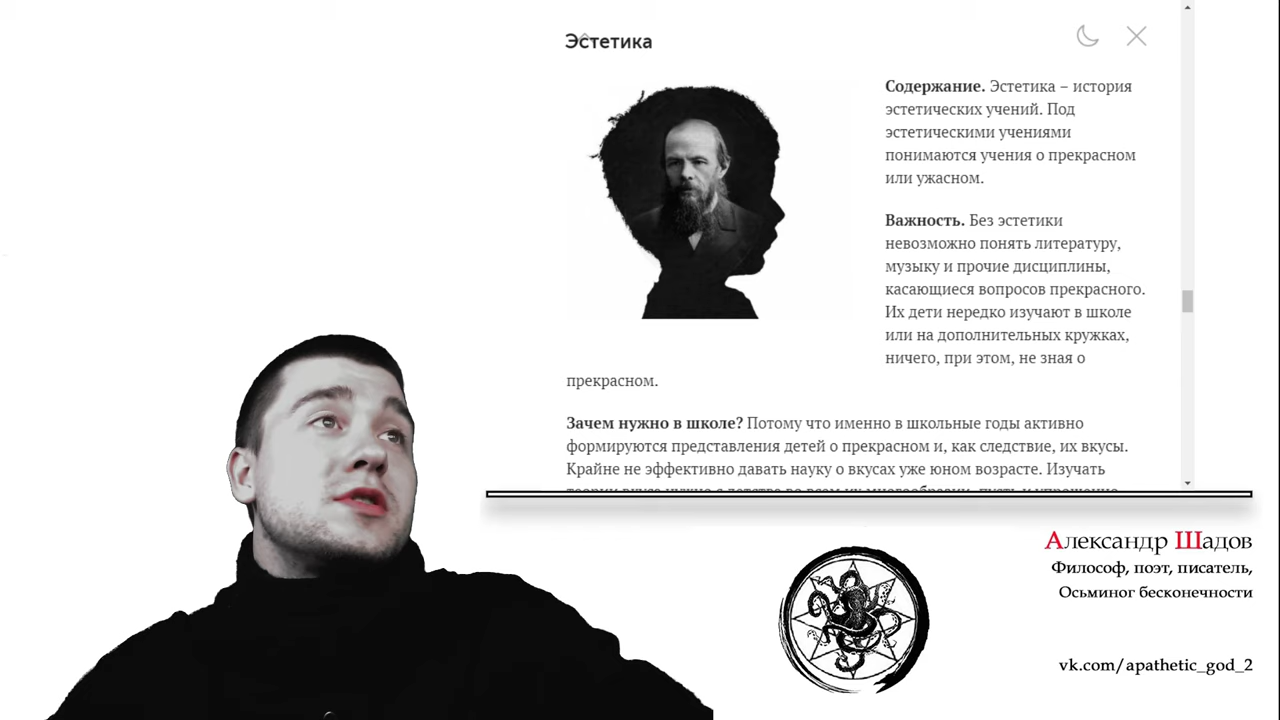 Эстетика
Содержание. Эстетика – история
эстетических учений. Под
эстетическими учениями
понимаются учения о прекрасном
или ужасном.
Важность. Без эстетики
невозможно понять литературу,
музыку и прочие дисциплины,
касающиеся вопросов прекрасного.
Их дети нередко изучают в школе
или на дополнительных кружках,
ничего, при этом, не зная о
прекрасном.
Зачем нужно в школе? Потому что именно в школьные годы активно
формируются представления детей о прекрасном и, как следствие, их вкусы.
Крайне не эффективно давать науку о вкусах уже юном возрасте. Изучать
Александр Шадов
Философ, поэт, писатель,
Осьминог бесконечности
vk.com/apathetic_god_2